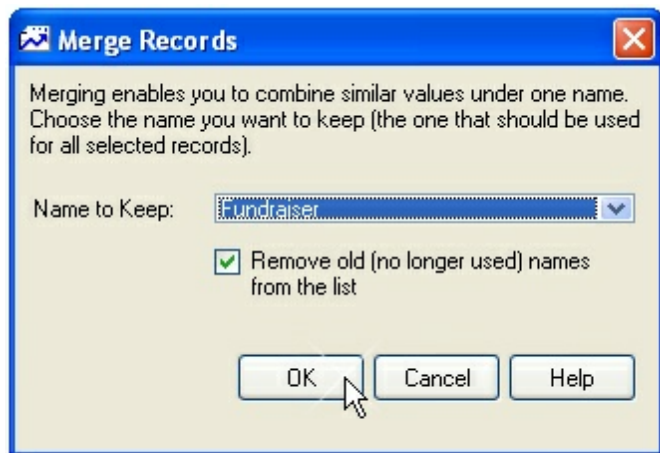 Merge Records
Merging enables you to combine similar values under one name.
Choose the name you want to keep (the one that should be used
for all selected records).
Name to Keep: Fundraiser
Remove old (no longer used) names
from the list
OK Cancel Help